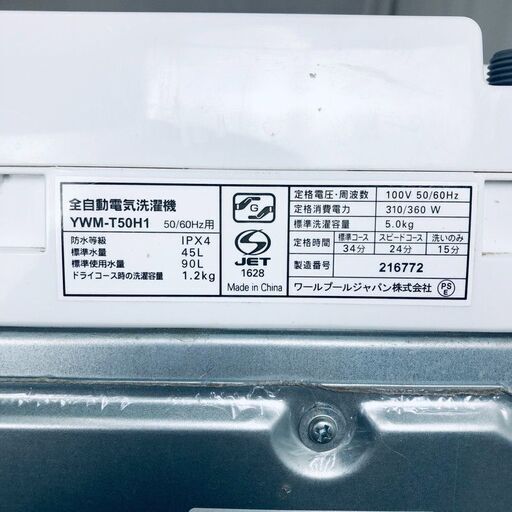 全自動電気洗濯機
YWM-T50H1 50/60Hz用
防水等級 IPX4
標準水量 45L
標準使用水量 90L
ドライコース時の洗濯容量 1.2kg
G
S
JET
1628
Made in China
定格電圧・周波数 100V 50/60Hz
定格消費電力 310/360 W
標準洗濯容量 5.0kg
定格時間 標準コース スピードコース 洗いのみ
34分 24分 15分
製造番号 216772
ワールプールジャパン株式会社 PSE